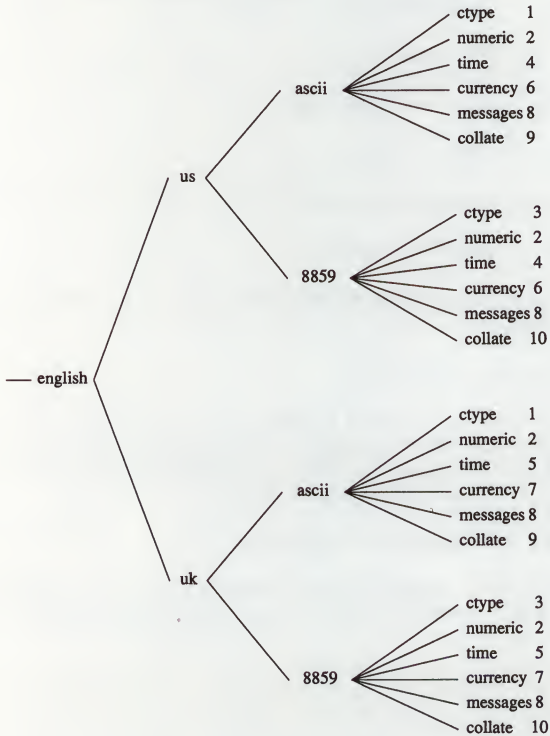 ctype 1
numeric 2
time 4
ascii
currency 6
messages 8
collate 9
us
ctype 3
numeric 2
time 4
8859
currency 6
messages 8
collate 10
english
ctype 1
numeric 2
time 5
ascii
currency 7
messages 8
collate 9
uk
ctype 3
numeric 2
time 5
8859
currency 7
messages 8
collate 10